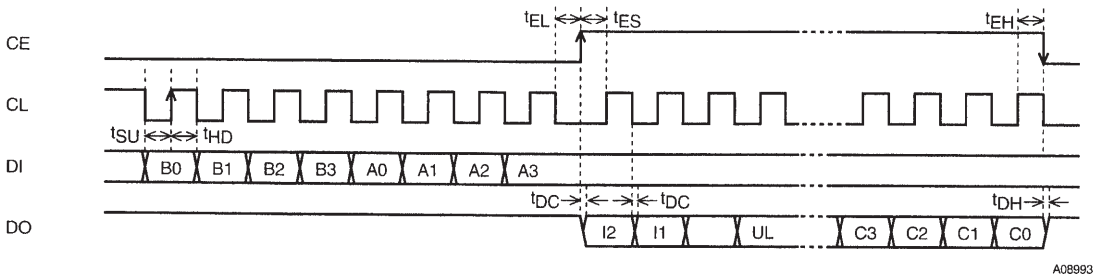 tEL tES tEH
CE
CL
tSU tHD
DI B0 B1 B2 B3 A0 A1 A2 A3
tDC tDC tDH
DO I2 I1 UL C3 C2 C1 C0
A08993